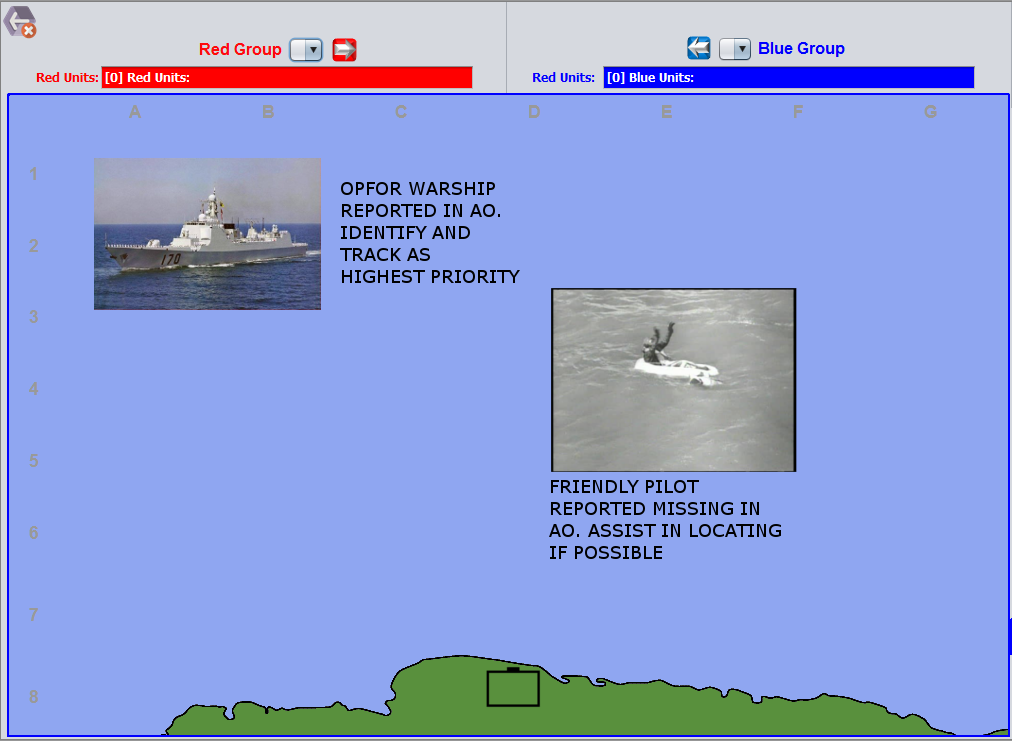 Red Group
Blue Group
Red Units: [0] Red Units:
Red Units: [0] Blue Units:
A B C D E F G
1
OPFOR WARSHIP
REPORTED IN AO.
IDENTIFY AND
TRACK AS
HIGHEST PRIORITY
170
2
3
4
5
FRIENDLY PILOT
REPORTED MISSING IN
AO. ASSIST IN LOCATING
IF POSSIBLE
6
7
8